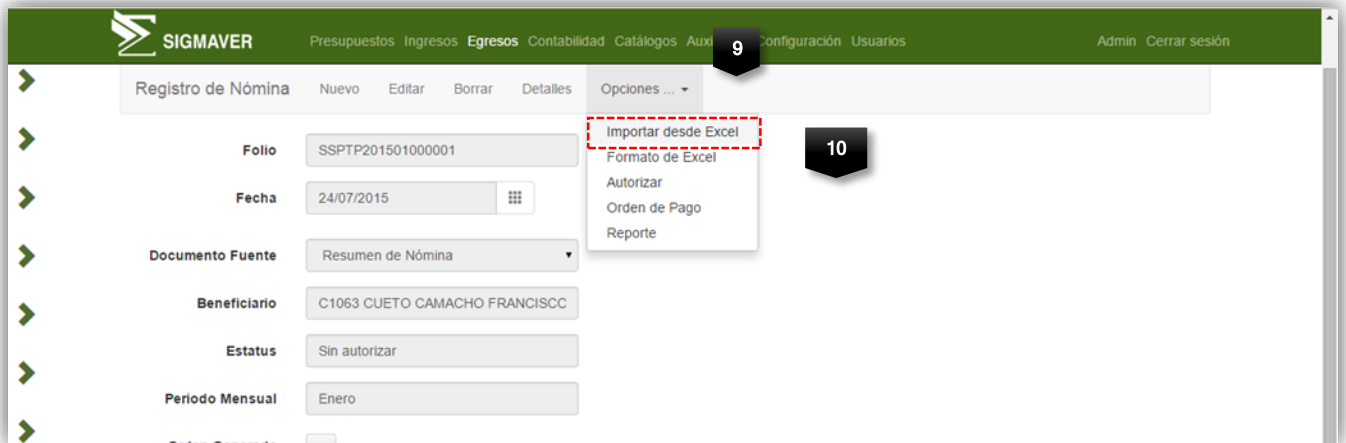 SIGMAVER Presupuestos Ingresos Egresos Contabilidad Catálogos Configuración Usuarios Admin Cerrar sesión
9
Registro de Nómina Nuevo Editar Borrar Detalles Opciones ...
Importar desde Excel
10
Formato de Excel
Autorizar
Orden de Pago
Reporte
Folio SSPTP201501000001
Fecha 24/07/2015
Documento Fuente Resumen de Nómina
Beneficiario C1063 CUETO CAMACHO FRANCISCC
Estatus Sin autorizar
Periodo Mensual Enero